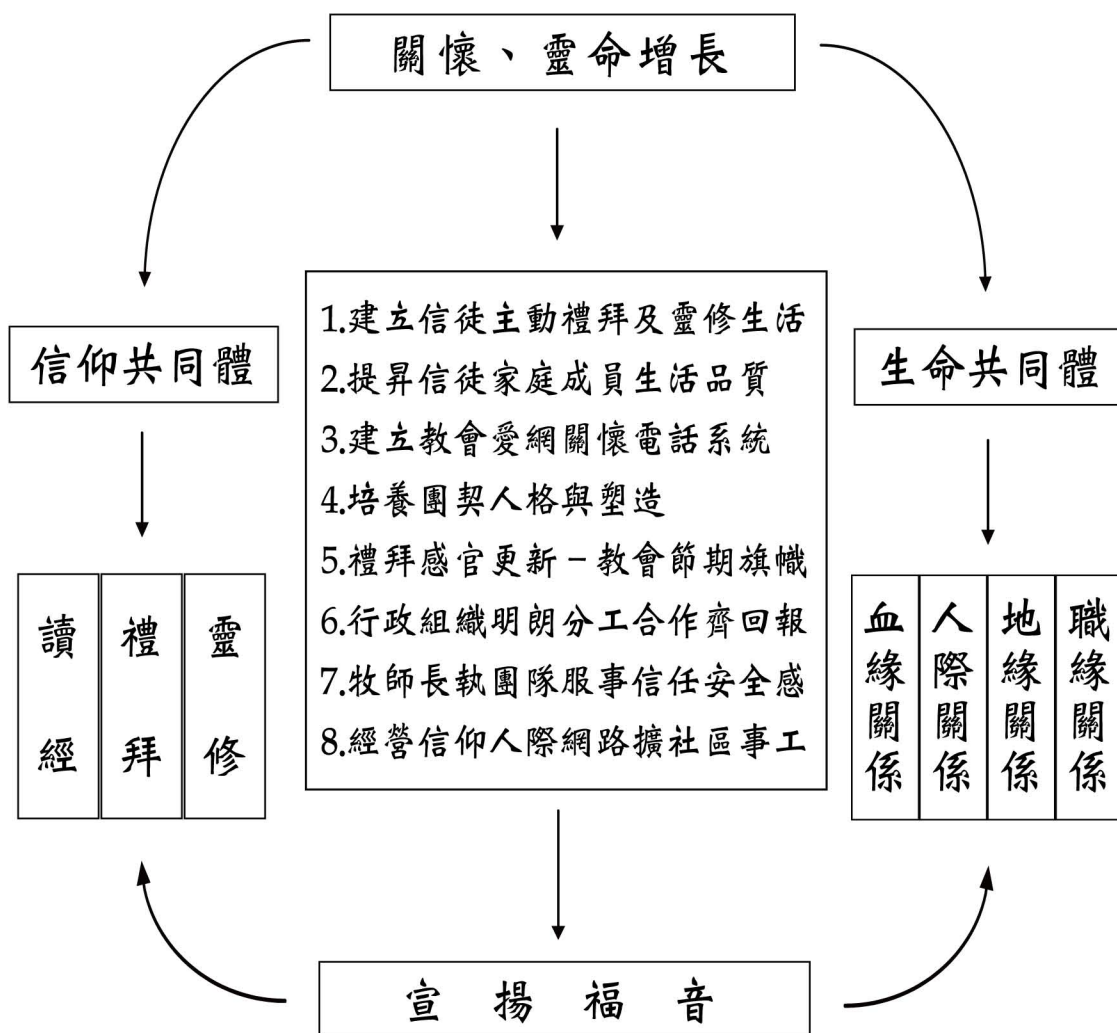 關懷、靈命增長
信仰共同體
1.建立信徒主動禮拜及靈修生活
2.提昇信徒家庭成員生活品質
3.建立教會愛網關懷電話系統
4.培養團契人格與塑造
5.禮拜感官更新－教會節期旗幟
6.行政組織明朗分工合作齊回報
7.牧師長執團隊服事信任安全感
8.經營信仰人際網路擴社區事工
生命共同體
讀經
禮拜
靈修
血緣關係
人際關係
地緣關係
職緣關係
宣揚福音